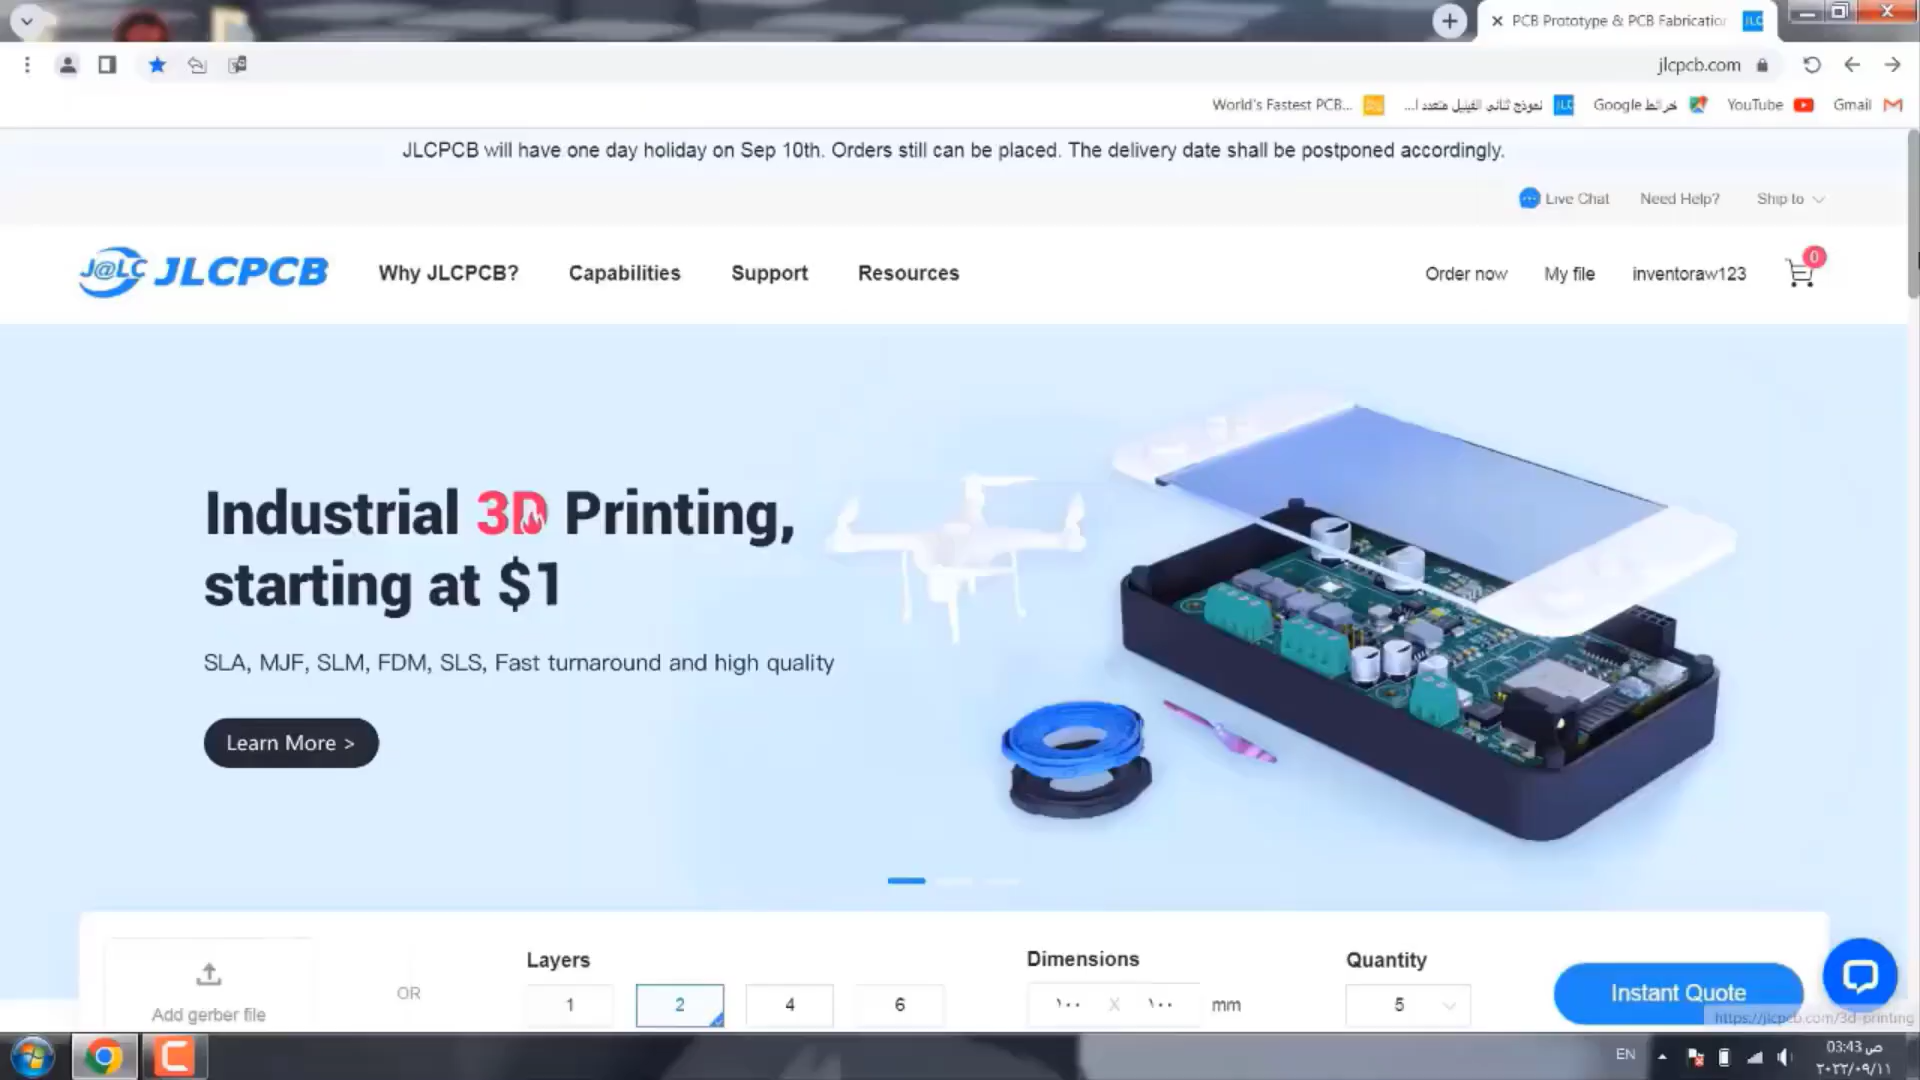 PCB Prototype & PCB Fabrication
JLC
jlcpcb.com
World's Fastest PCB...
نموذج ثنائي الفينيل متعدد ا...
JLC
خرائط Google
YouTube
Gmail
JLCPCB will have one day holiday on Sep 10th. Orders still can be placed. The delivery date shall be postponed accordingly.
Live Chat
Need Help?
Ship to
J@LC JLCPCB
Why JLCPCB?
Capabilities
Support
Resources
Order now
My file
inventoraw123
0
Industrial 3D Printing,
starting at $1
SLA, MJF, SLM, FDM, SLS, Fast turnaround and high quality
Learn More >
Add gerber file
OR
Layers
1
2
4
6
Dimensions
١٠٠ X ١٠٠ mm
Quantity
5
Instant Quote
https://jlcpcb.com/3d-printing
EN
03:43 ص
٢٠٢٢/٠٩/١١